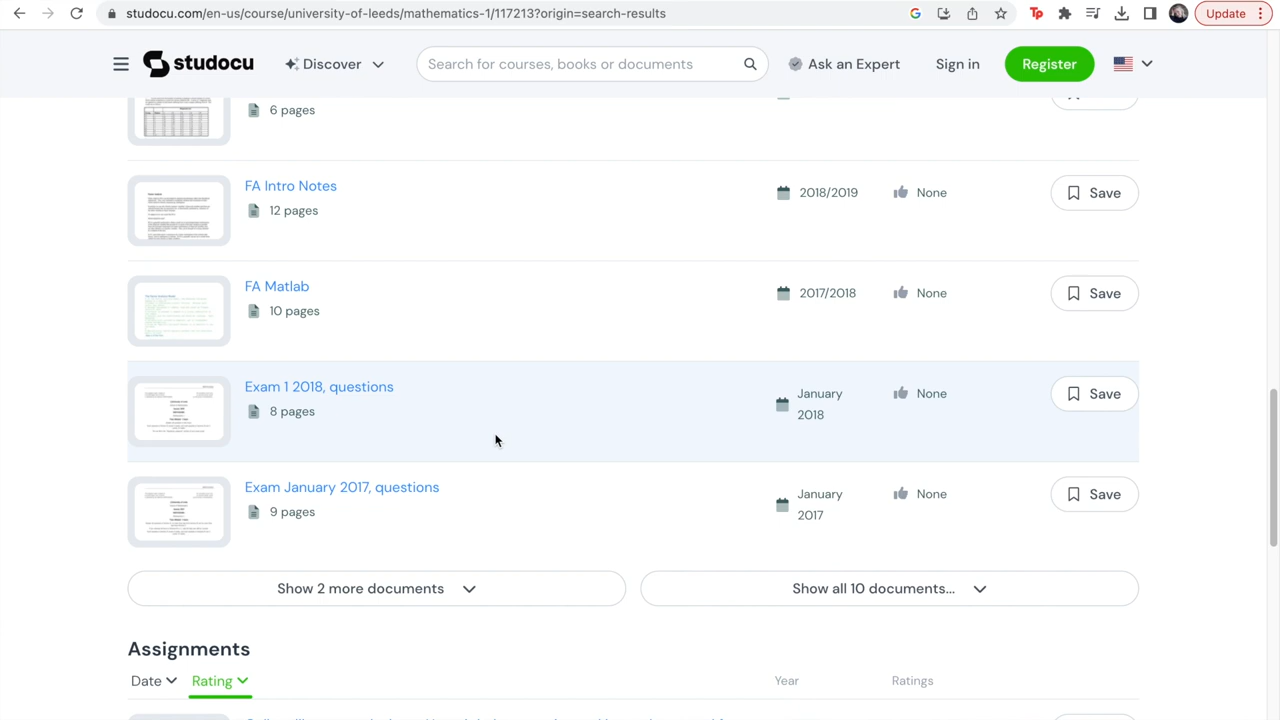 studocu.com/en-us/course/university-of-leeds/mathematics-1/117213?origin=search-results
Update
studocu
Discover
Search for courses, books or documents
Ask an Expert
Sign in
Register
6 pages
FA Intro Notes
12 pages
2018/2019
None
Save
FA Matlab
10 pages
2017/2018
None
Save
Exam 1 2018, questions
8 pages
January
2018
None
Save
Exam January 2017, questions
9 pages
January
2017
None
Save
Show 2 more documents
Show all 10 documents...
Assignments
Date
Rating
Year
Ratings